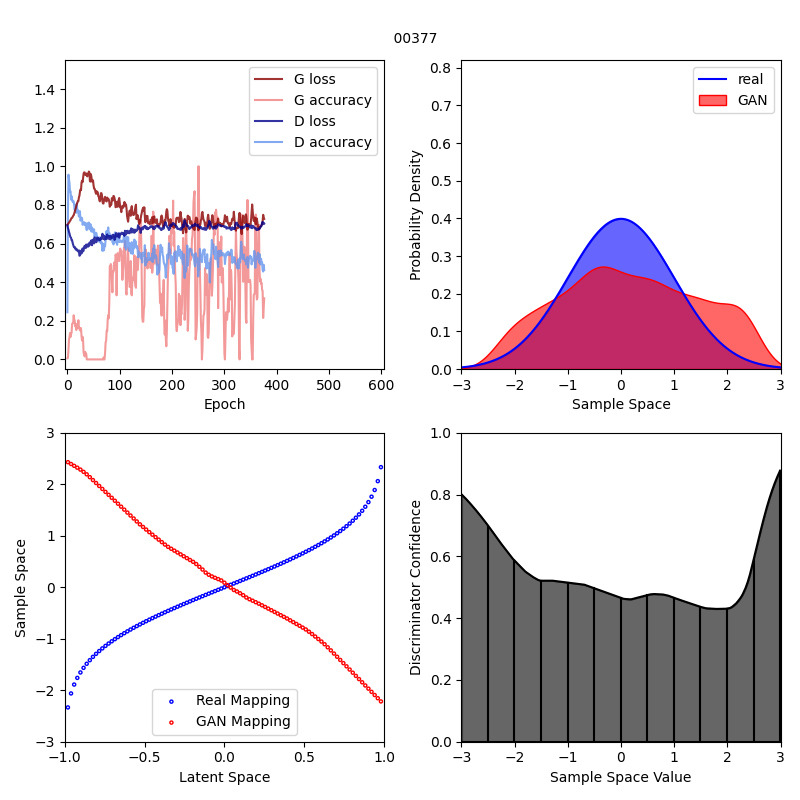 00377
G loss
G accuracy
D loss
D accuracy
1.4
1.2
1.0
0.8
0.6
0.4
0.2
0.0
0 100 200 300 400 500 600
Epoch
real
GAN
Probability Density
0.8
0.7
0.6
0.5
0.4
0.3
0.2
0.1
0.0
−3 −2 −1 0 1 2 3
Sample Space
Sample Space
3
2
1
0
−1
−2
−3
Real Mapping
GAN Mapping
−1.0 −0.5 0.0 0.5 1.0
Latent Space
Discriminator Confidence
1.0
0.8
0.6
0.4
0.2
0.0
−3 −2 −1 0 1 2 3
Sample Space Value